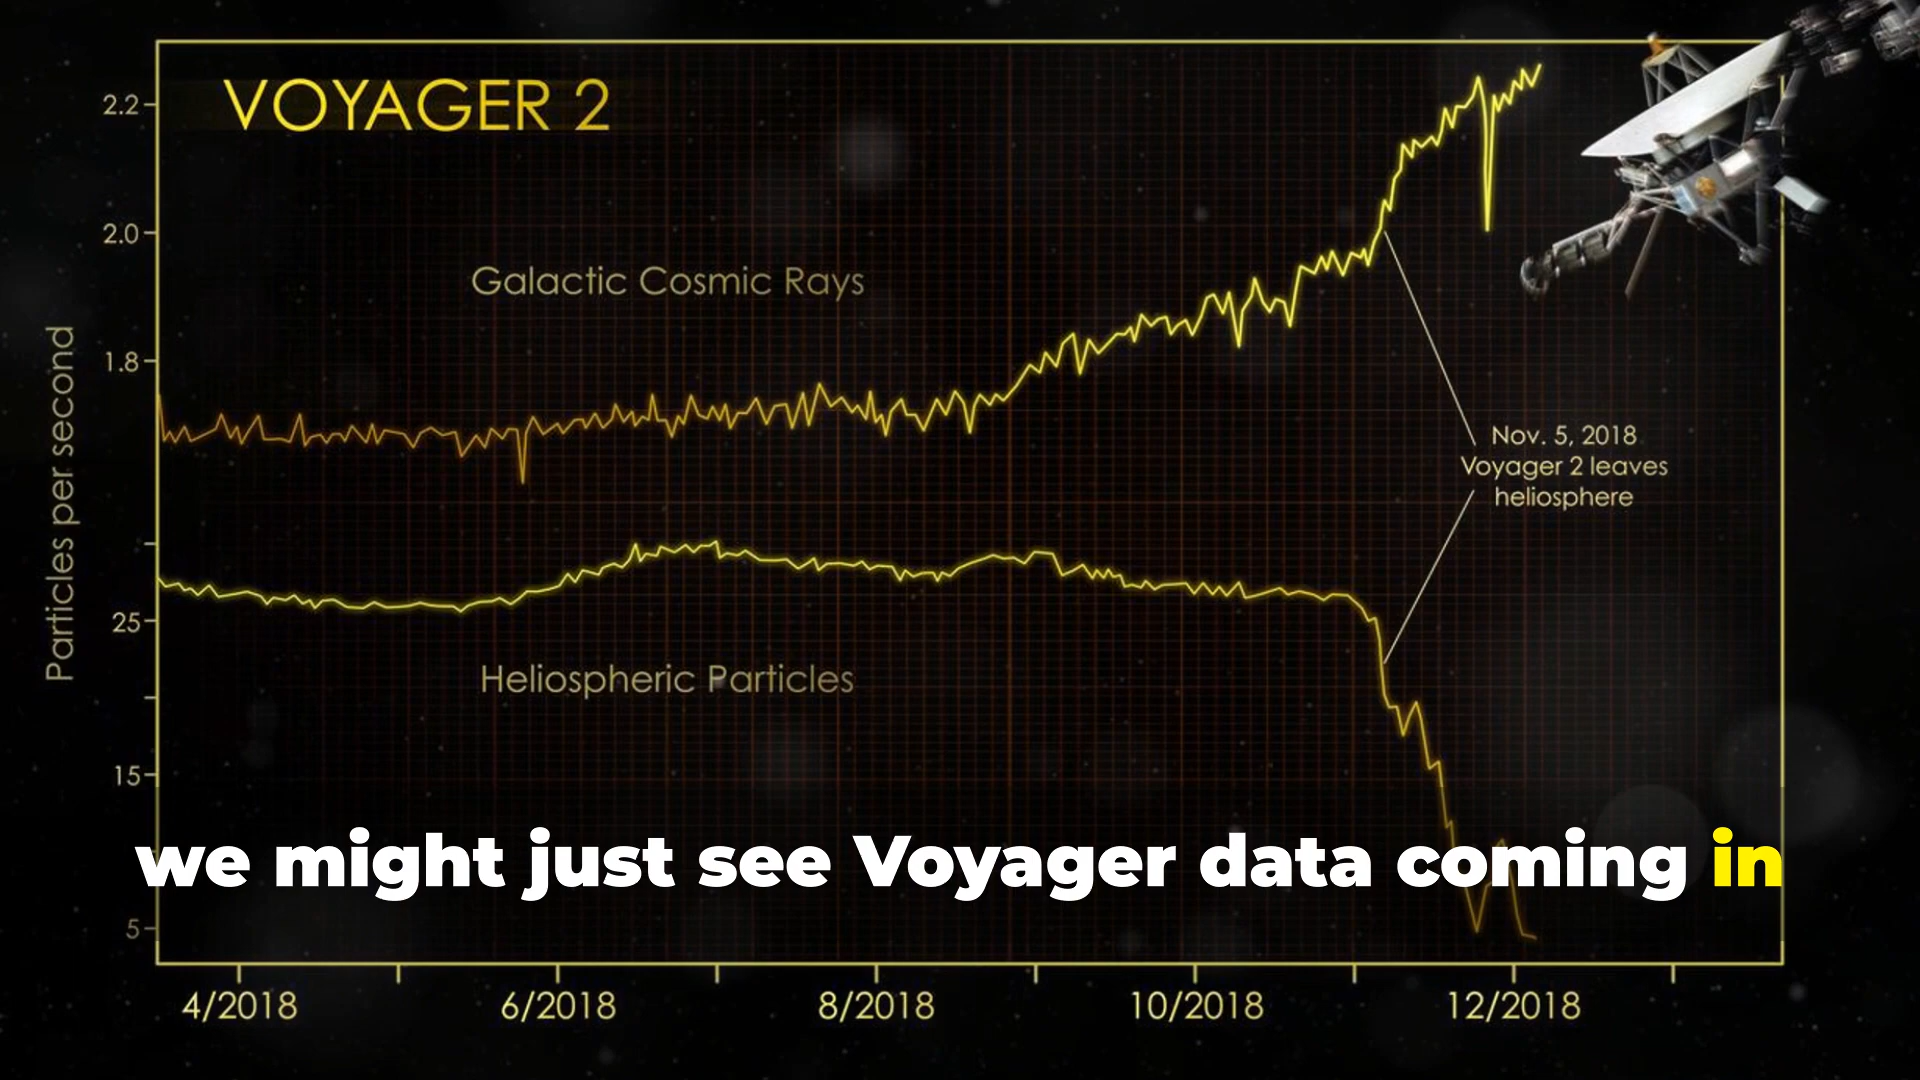 VOYAGER 2
2.2
2.0
Galactic Cosmic Rays
1.8
Particles per second
Nov. 5, 2018
Voyager 2 leaves
heliosphere
25
Heliospheric Particles
15
we might just see Voyager data coming in
5
4/2018 6/2018 8/2018 10/2018 12/2018